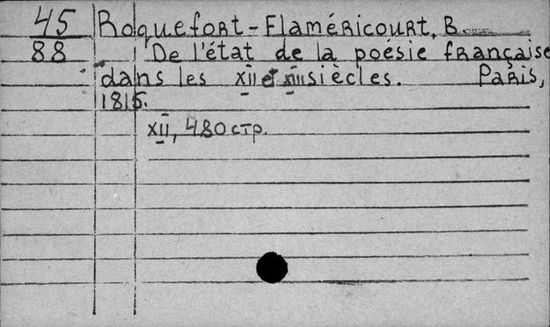 45 Roquefort-Flaméricourt, B.
88 De l'état de la poésie française
dans les XII et XIII siècles. Paris,
1815.
XII, 480 стр.